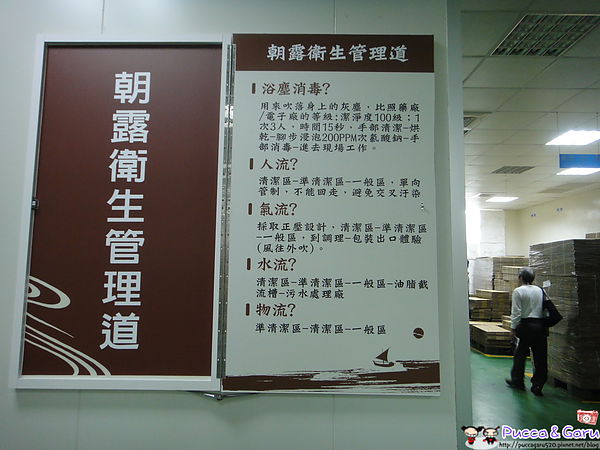 朝露衛生管理道
朝露衛生管理道
浴塵消毒?
用來吹落身上的灰塵，比照藥廠
/電子廠的等級;潔淨度100級；1
次3人，時間15秒，手部清潔-烘
乾-腳步浸泡200PPM次氯酸鈉-手
部消毒-進去現場工作。
人流?
清潔區-準清潔區-一般區，單向
管制，不能回走，避免交叉汙染
氣流?
採取正壓設計，清潔區-準清潔區
-一般區，到調理-包裝出口體驗
(風往外吹)。
水流?
清潔區-準清潔區-一般區-油脂截
流槽-污水處理廠
物流?
準清潔區-清潔區-一般區
Pucca & Garu
http://puccagaru520.pixnet.net/blog